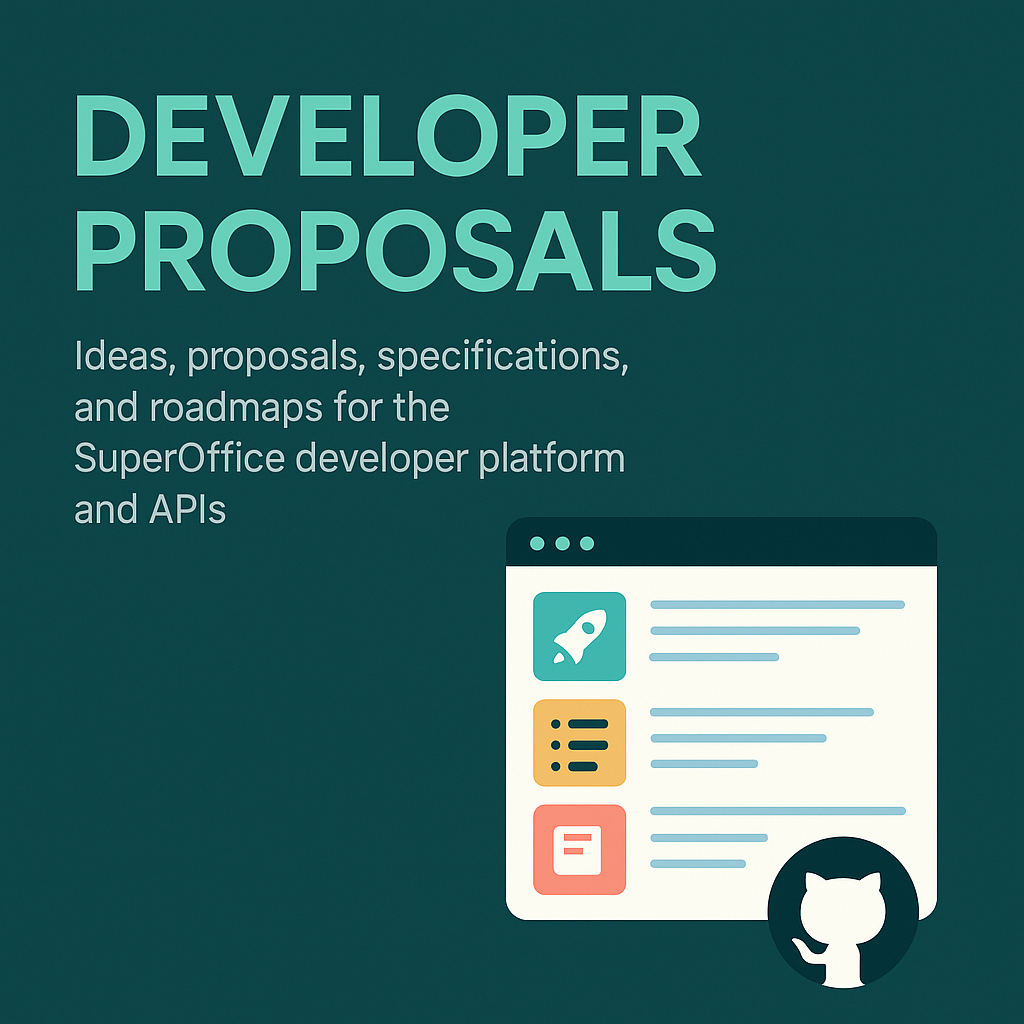 DEVELOPER
PROPOSALS
Ideas, proposals, specifications,
and roadmaps for the
SuperOffice developer platform
and APIs